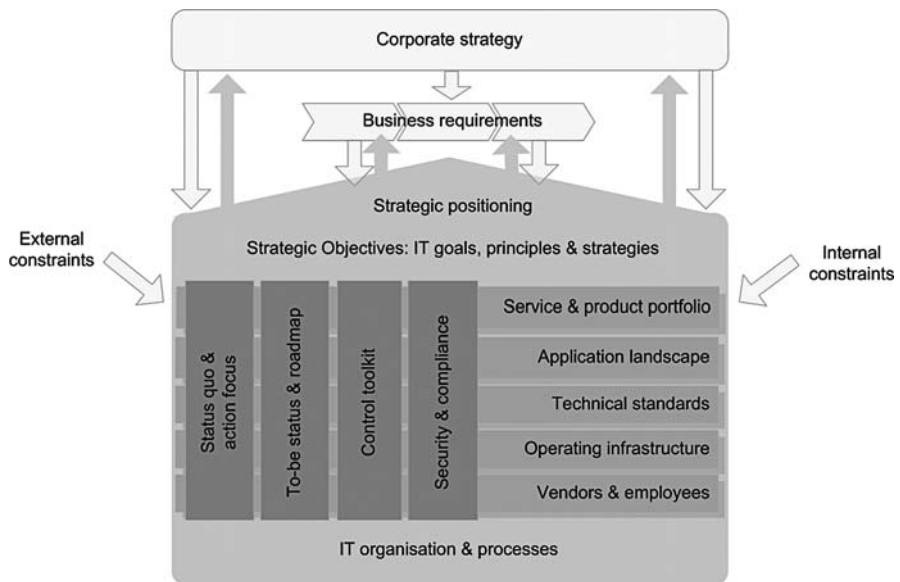 Corporate strategy
Business requirements
Strategic positioning
Strategic Objectives: IT goals, principles & strategies
External
constraints
Internal
constraints
Status quo &
action focus
To-be status & roadmap
Control toolkit
Security & compliance
Service & product portfolio
Application landscape
Technical standards
Operating infrastructure
Vendors & employees
IT organisation & processes